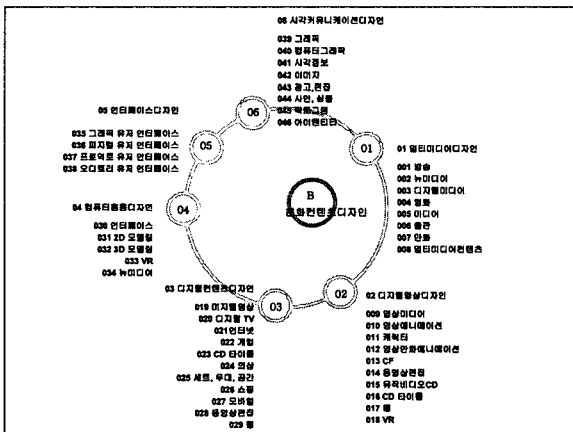 06 시각커뮤니케이션디자인
039 그래픽
040 컴퓨터그래픽
041 시각정보
042 이미지
043 광고,편집
044 사인, 심볼
045 픽토그램
046 아이덴티티
06
05 인터페이스디자인
035 그래픽 유저 인터페이스
036 피지컬 유저 인터페이스
037 프로덕트 유저 인터페이스
038 오디토리 유저 인터페이스
05
01
01 멀티미디어디자인
001 방송
002 뉴미디어
003 디지털미디어
004 영화
005 미디어
006 출판
007 만화
008 멀티미디어컨텐츠
B
문화컨텐츠디자인
04 컴퓨터응용디자인
04
030 인터페이스
031 2D 모델링
032 3D 모델링
033 VR
034 뉴미디어
03 디지털컨텐츠디자인
03
019 디지털영상
020 디지털 TV
021인터넷
022 게임
023 CD 타이틀
024 의상
025 세트, 무대, 공간
026 쇼핑
027 모바일
028 동영상편집
029 웹
02
02 디지털영상디자인
009 영상미디어
010 영상애니메이션
011 캐릭터
012 영상만화애니메이션
013 CF
014 동영상편집
015 뮤직비디오CD
016 CD 타이틀
017 웹
018 VR